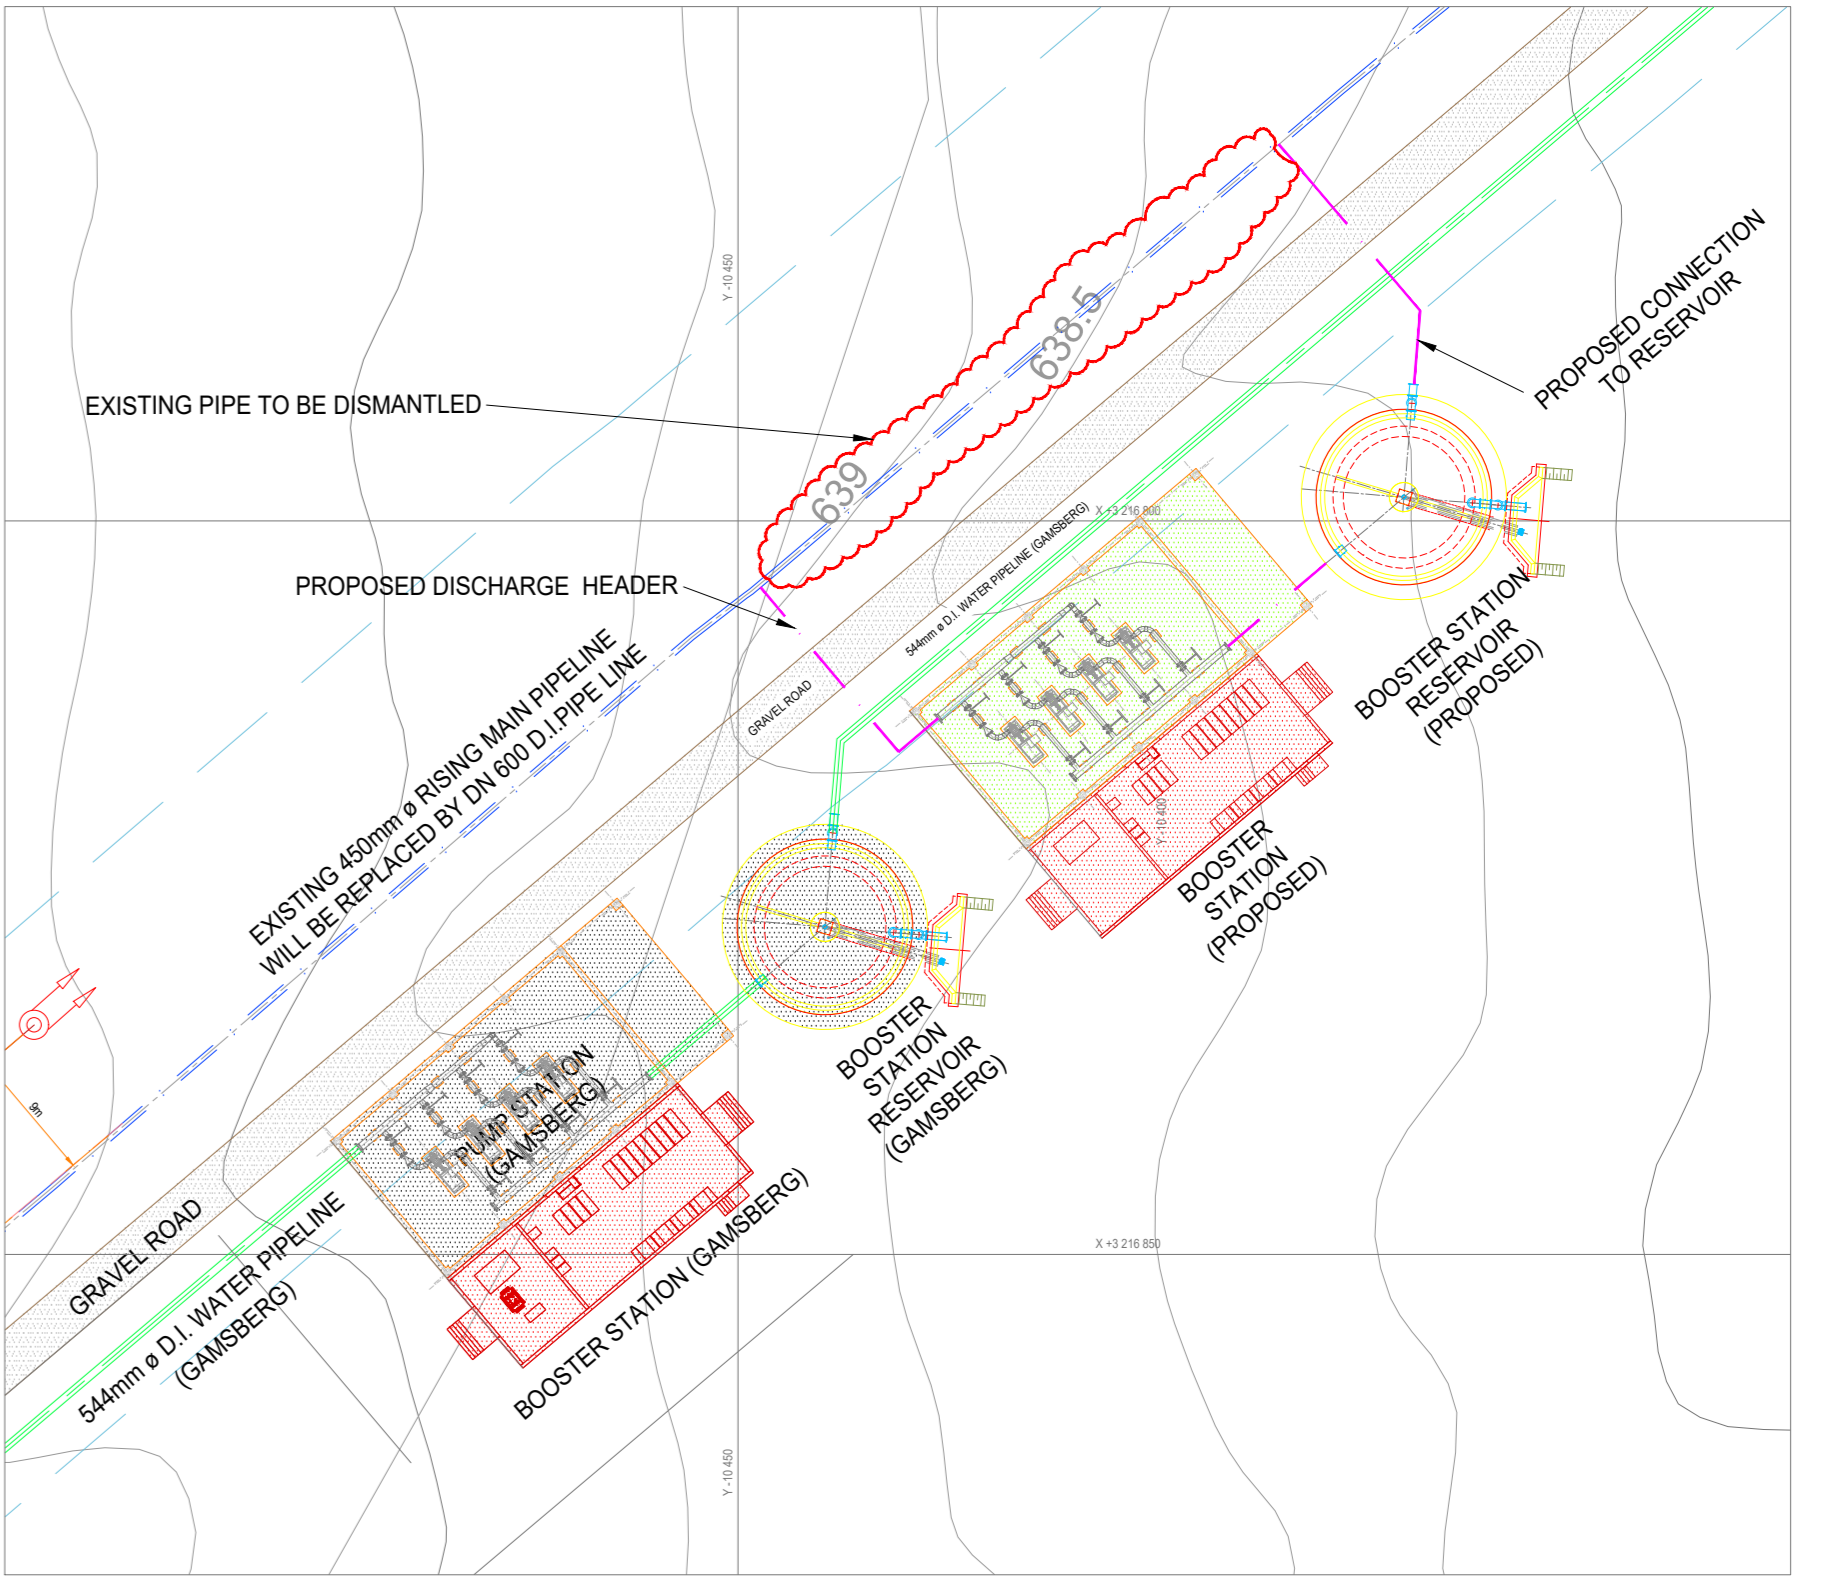 Y -10 450
638.5
PROPOSED CONNECTION
TO RESERVOIR
EXISTING PIPE TO BE DISMANTLED
639
X +3 216 800
544mm ø D.I. WATER PIPELINE (GAMSBERG)
PROPOSED DISCHARGE HEADER
GRAVEL ROAD
BOOSTER STATION
RESERVOIR
(PROPOSED)
EXISTING 450mm ø RISING MAIN PIPELINE
WILL BE REPLACED BY DN 600 D.I.PIPE LINE
Y -10 400
BOOSTER
STATION
(PROPOSED)
BOOSTER
STATION
RESERVOIR
(GAMSBERG)
PUMP STATION
(GAMSBERG)
9m
GRAVEL ROAD
544mm ø D.I. WATER PIPELINE
(GAMSBERG)
BOOSTER STATION (GAMSBERG)
X +3 216 850
Y -10 450